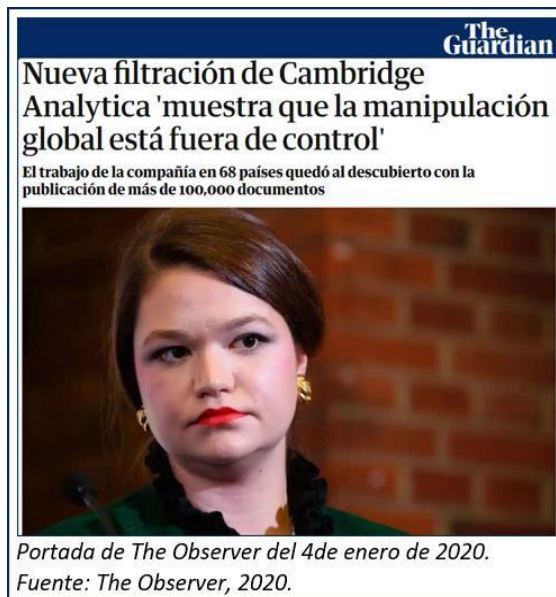 The
Guardian
Nueva filtración de Cambridge
Analytica 'muestra que la manipulación
global está fuera de control'
El trabajo de la compañía en 68 países quedó al descubierto con la
publicación de más de 100,000 documentos
Portada de The Observer del 4de enero de 2020.
Fuente: The Observer, 2020.